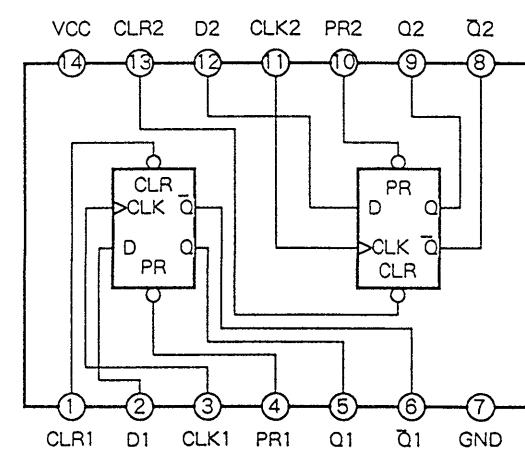 VCC CLR2 D2 CLK2 PR2 Q2 Q̅2
14 13 12 11 10 9 8
CLR
CLK Q̅
D Q
PR
PR
D Q
CLK Q̅
CLR
1 2 3 4 5 6 7
CLR1 D1 CLK1 PR1 Q1 Q̅1 GND